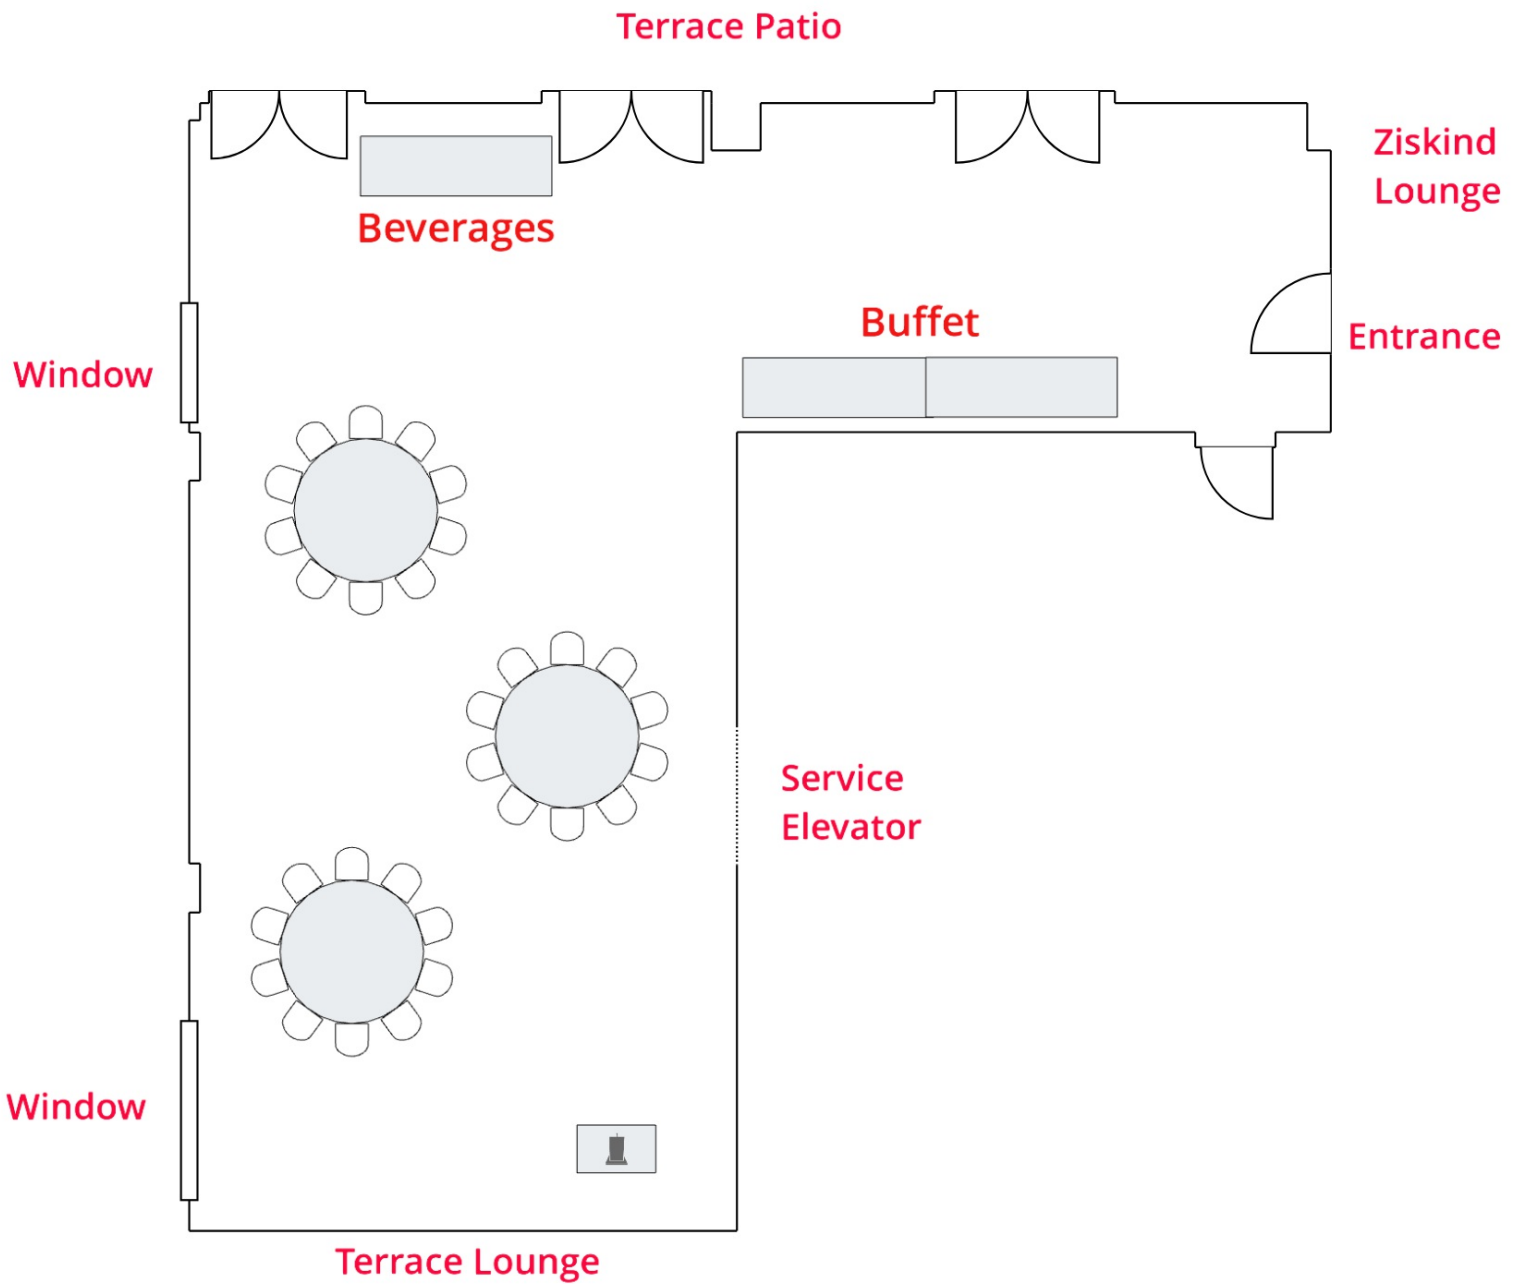 Terrace Patio
Ziskind
Lounge
Beverages
Buffet
Entrance
Window
Service
Elevator
Window
Terrace Lounge